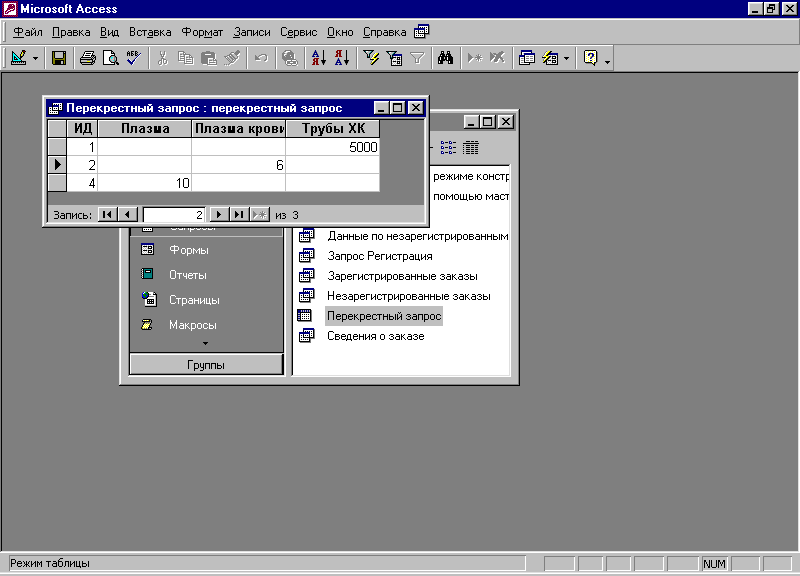 Microsoft Access
Файл Правка Вид Вставка Формат Записи Сервис Окно Справка
Перекрестный запрос : перекрестный запрос
ИД Плазма Плазма крови Трубы ХК
1 5000
2 6
4 10
Запись: 2 из 3
режиме констр
помощью маст
Запросы
Формы
Отчеты
Страницы
Макросы
Группы
Данные по незарегистрированным
Запрос Регистрация
Зарегистрированные заказы
Незарегистрированные заказы
Перекрестный запрос
Сведения о заказе
Режим таблицы NUM